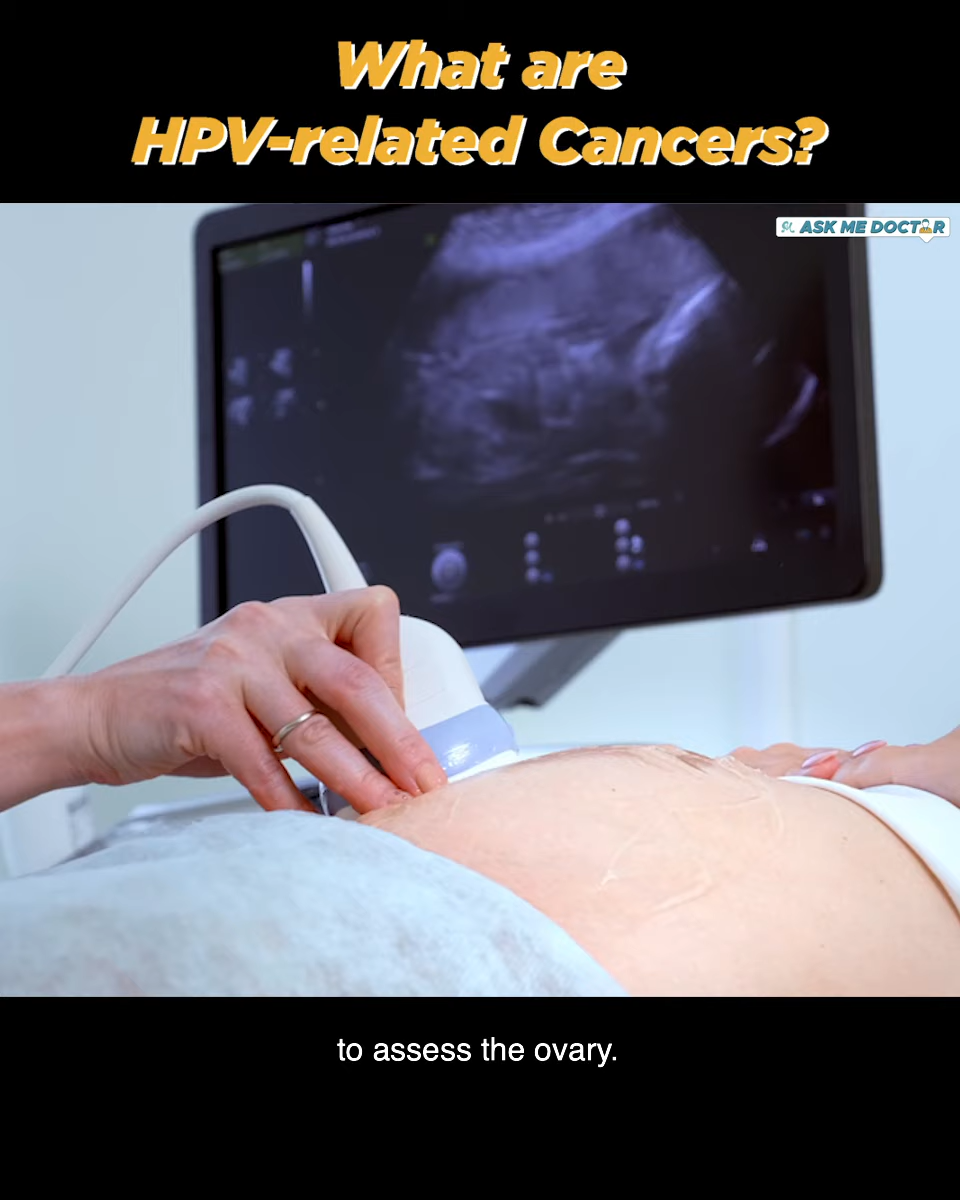 What are
HPV-related Cancers?
ASK ME DOCTOR
to assess the ovary.